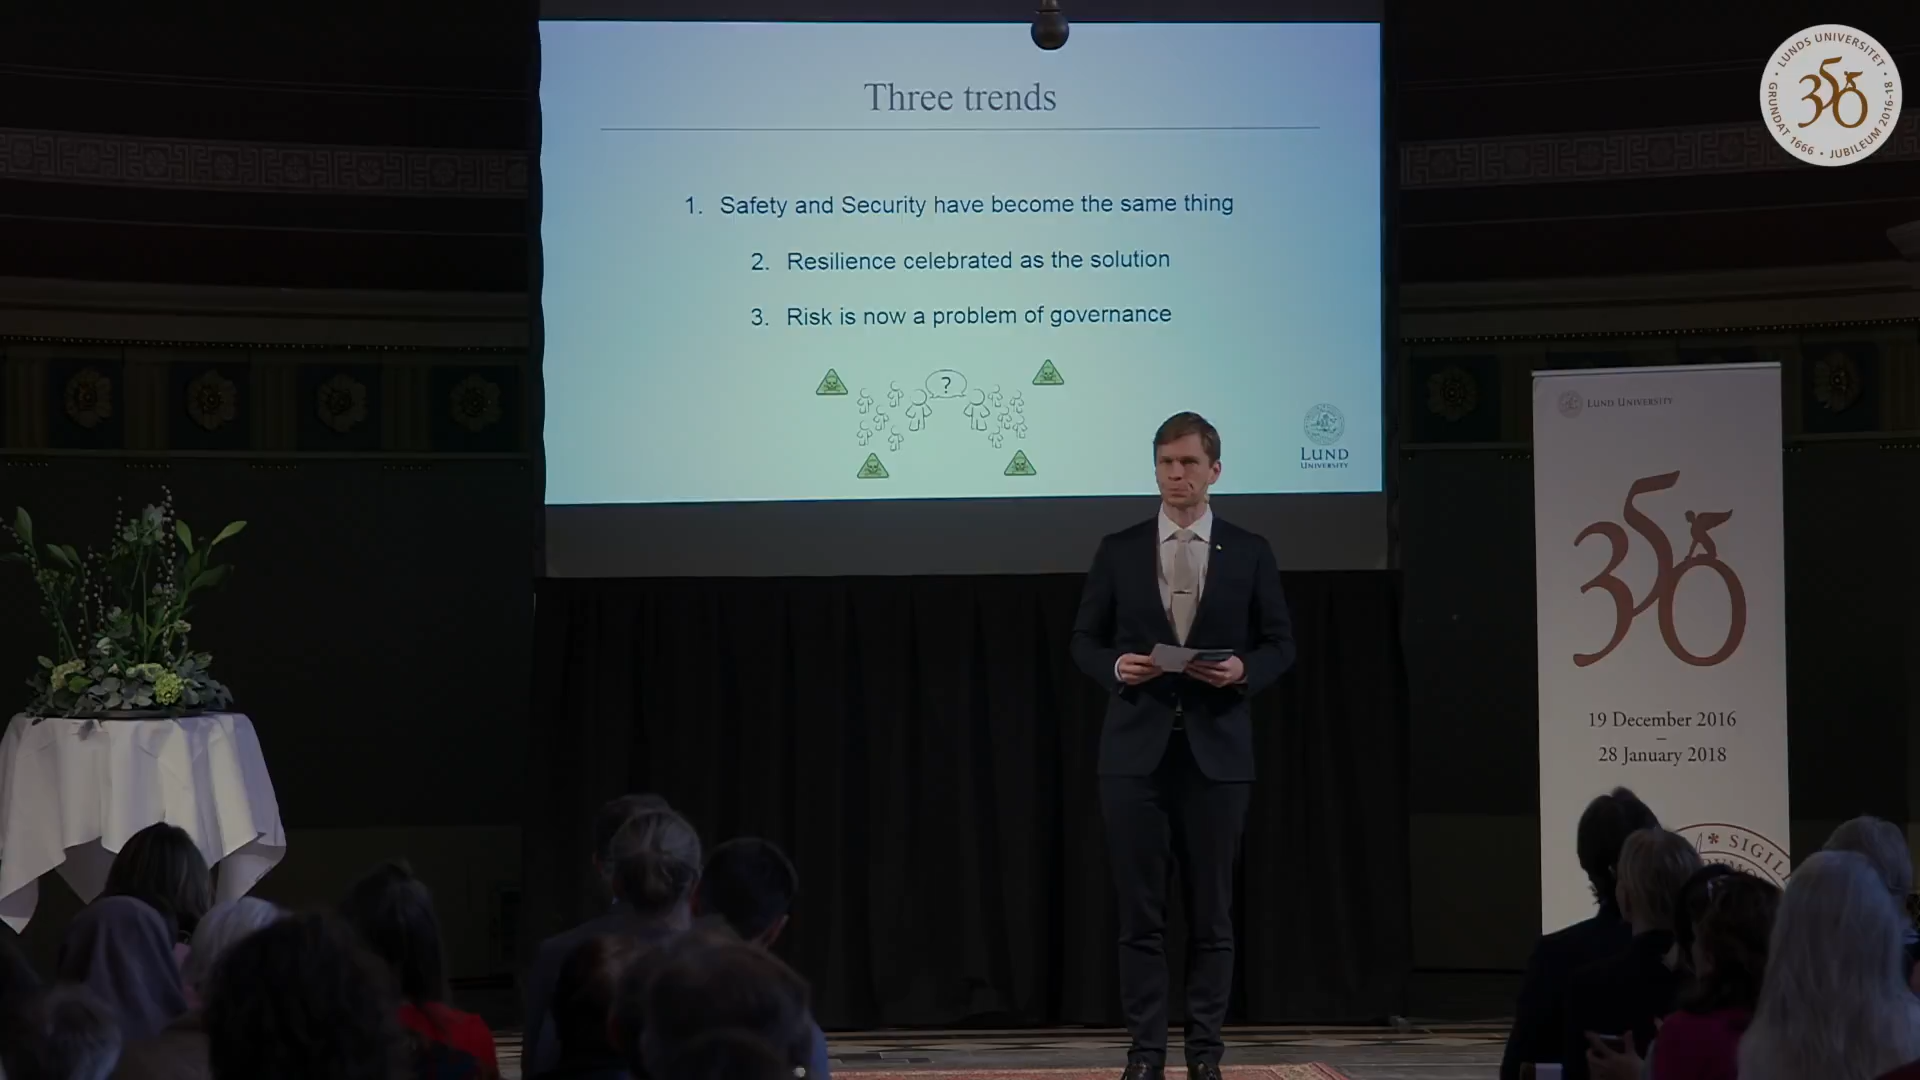 Three trends
1. Safety and Security have become the same thing
2. Resilience celebrated as the solution
3. Risk is now a problem of governance
?
LUND
UNIVERSITY
LUNDS UNIVERSITET
GRUNDAT 1666 • JUBILEUM 2016-18
350
LUND UNIVERSITY
350
19 December 2016
–
28 January 2018
* SIGIL